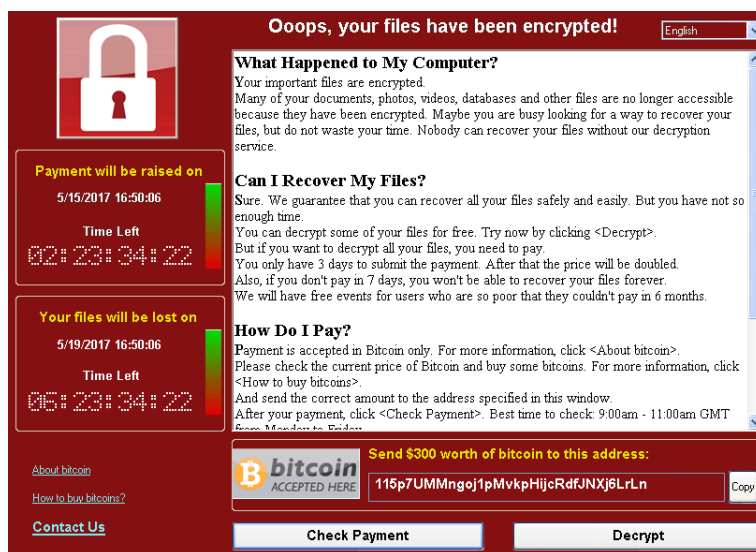 Ooops, your files have been encrypted!
English
What Happened to My Computer?
Your important files are encrypted.
Many of your documents, photos, videos, databases and other files are no longer accessible
because they have been encrypted. Maybe you are busy looking for a way to recover your
files, but do not waste your time. Nobody can recover your files without our decryption
service.
Can I Recover My Files?
Sure. We guarantee that you can recover all your files safely and easily. But you have not so
enough time.
You can decrypt some of your files for free. Try now by clicking <Decrypt>.
But if you want to decrypt all your files, you need to pay.
You only have 3 days to submit the payment. After that the price will be doubled.
Also, if you don't pay in 7 days, you won't be able to recover your files forever.
We will have free events for users who are so poor that they couldn't pay in 6 months.
How Do I Pay?
Payment is accepted in Bitcoin only. For more information, click <About bitcoin>.
Please check the current price of Bitcoin and buy some bitcoins. For more information, click
<How to buy bitcoins>.
And send the correct amount to the address specified in this window.
After your payment, click <Check Payment>. Best time to check: 9:00am - 11:00am GMT
from Monday to Friday.
Payment will be raised on
5/15/2017 16:50:06
Time Left
02:23:34:22
Your files will be lost on
5/19/2017 16:50:06
Time Left
06:23:34:22
About bitcoin
How to buy bitcoins?
Contact Us
bitcoin
ACCEPTED HERE
Send $300 worth of bitcoin to this address:
115p7UMMngoj1pMvkpHijcRdfJNXj6LrLn
Copy
Check Payment
Decrypt